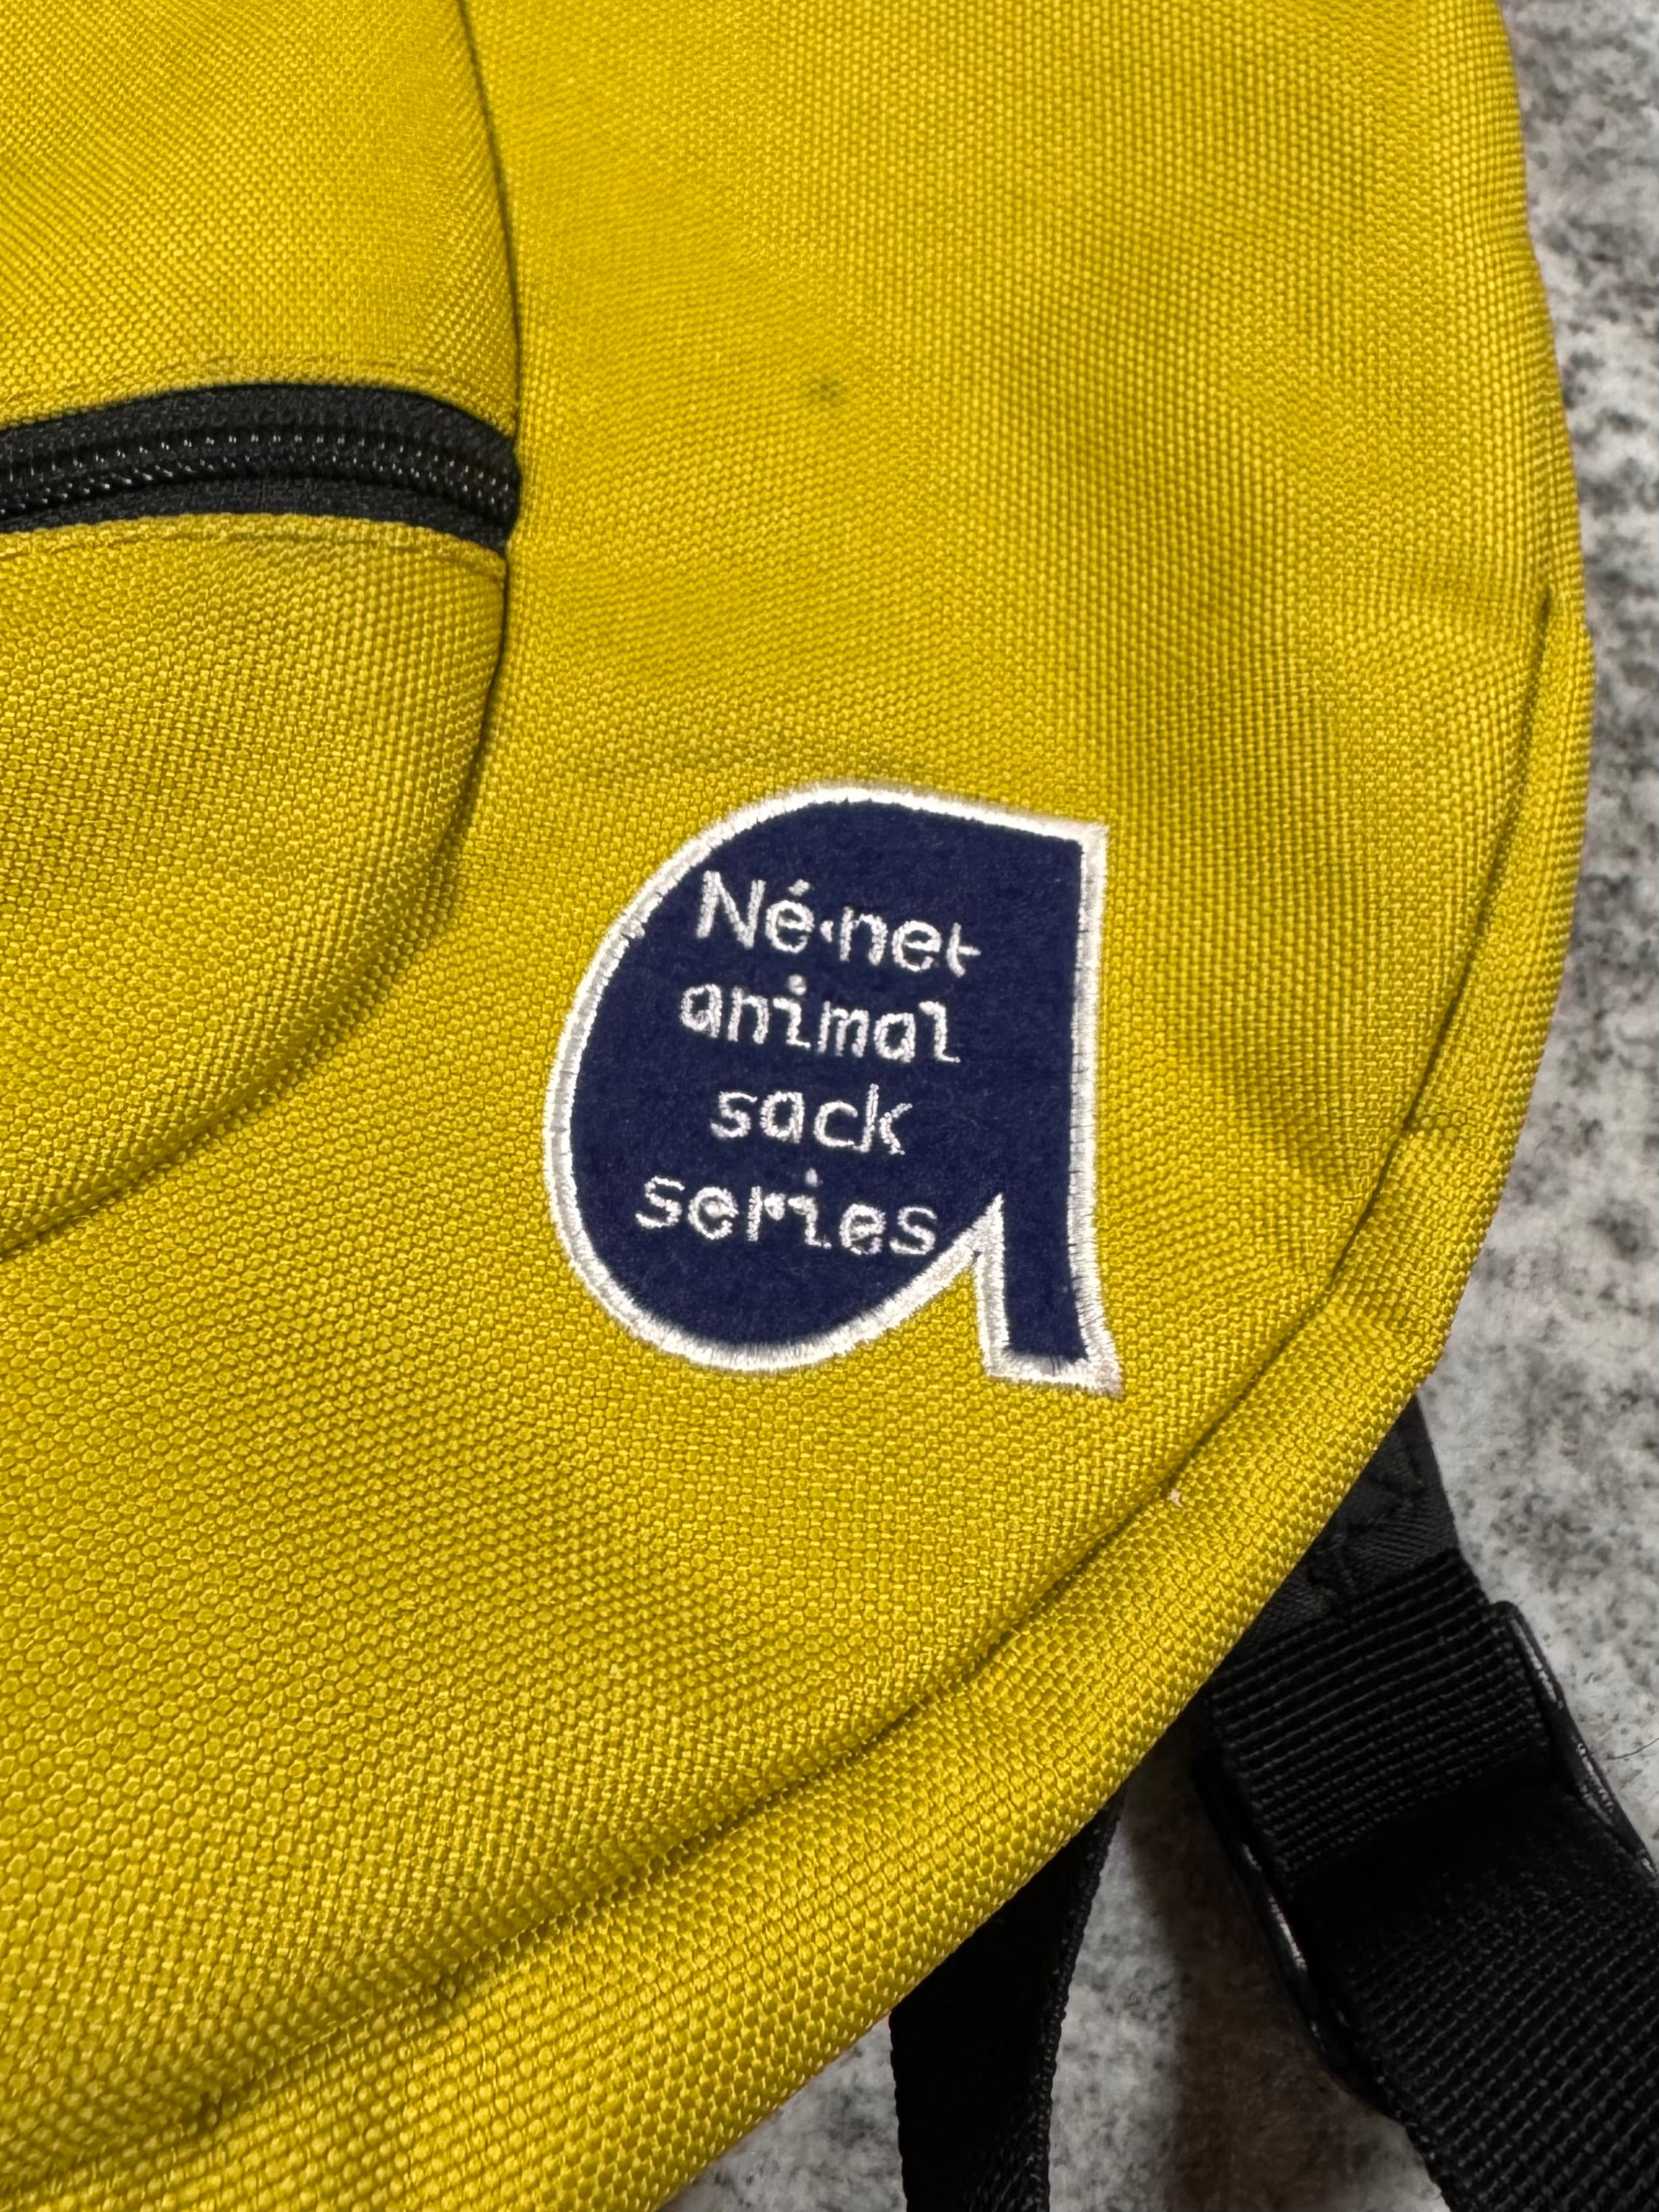 Né·net
animal
sack
series